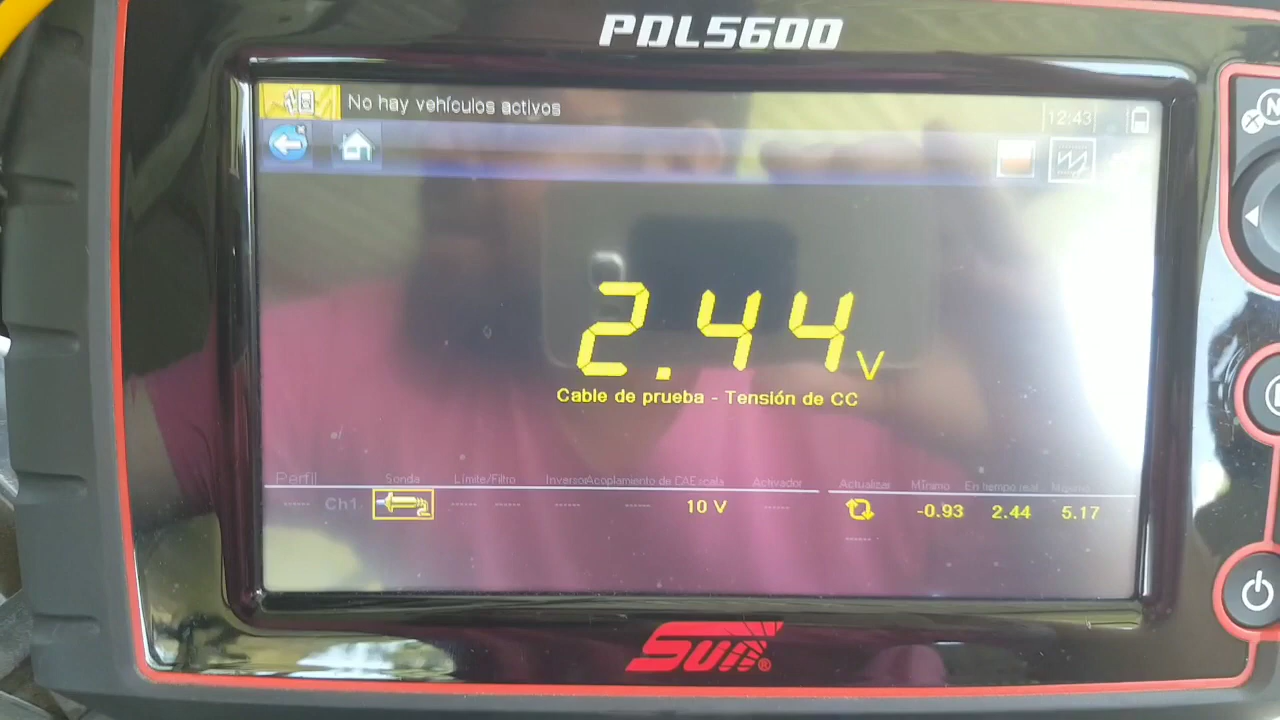 PDL5600
No hay vehículos activos
12:43
2.44 V
Cable de prueba - Tensión de CC
Perfil Sonda Límite/Filtro Inversor Acoplamiento de CA Escala Activador Actualizar Mínimo En tiempo real Máximo
----- Ch1 ----- ----- ----- ----- 10 V ----- -0.93 2.44 5.17
-----
Sun®